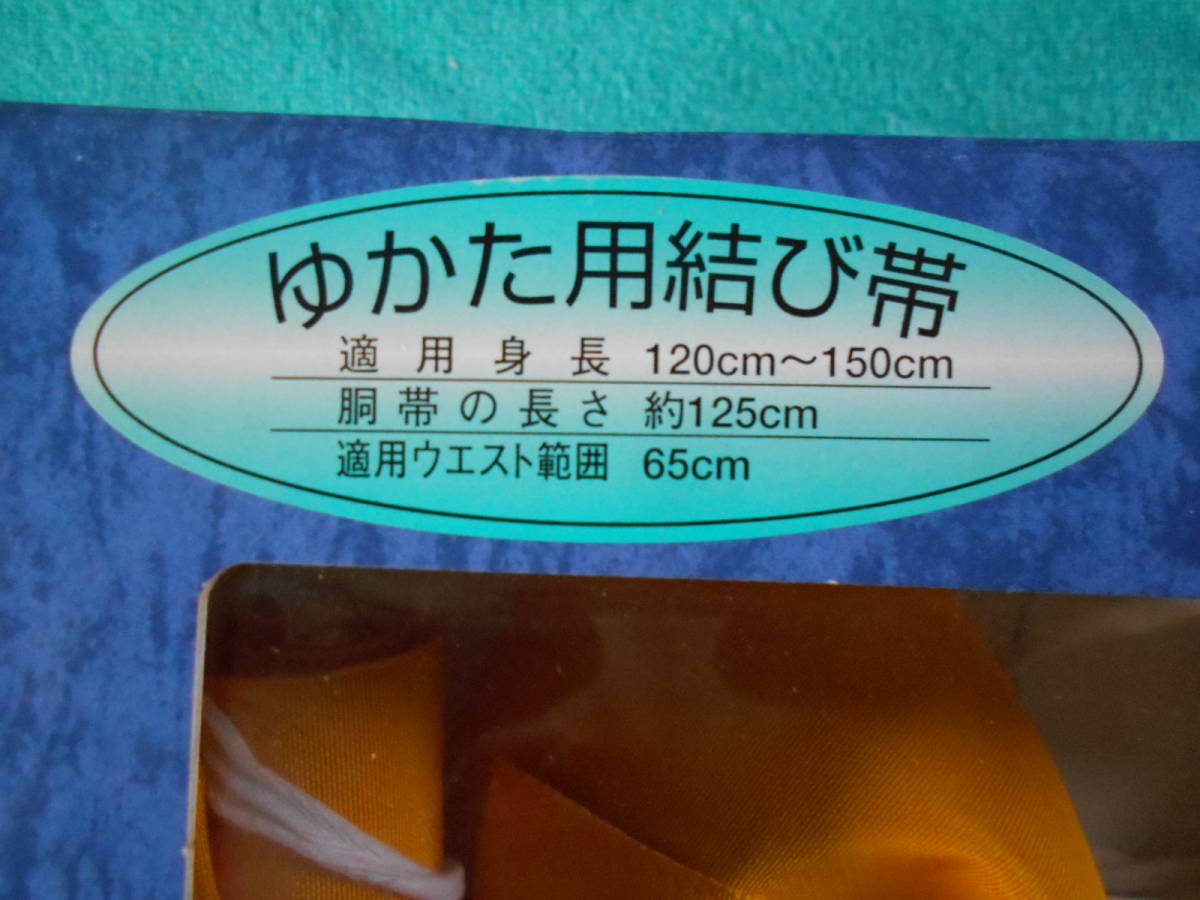 ゆかた用結び帯
適用身長 120cm〜150cm
胴帯の長さ 約125cm
適用ウエスト範囲 65cm